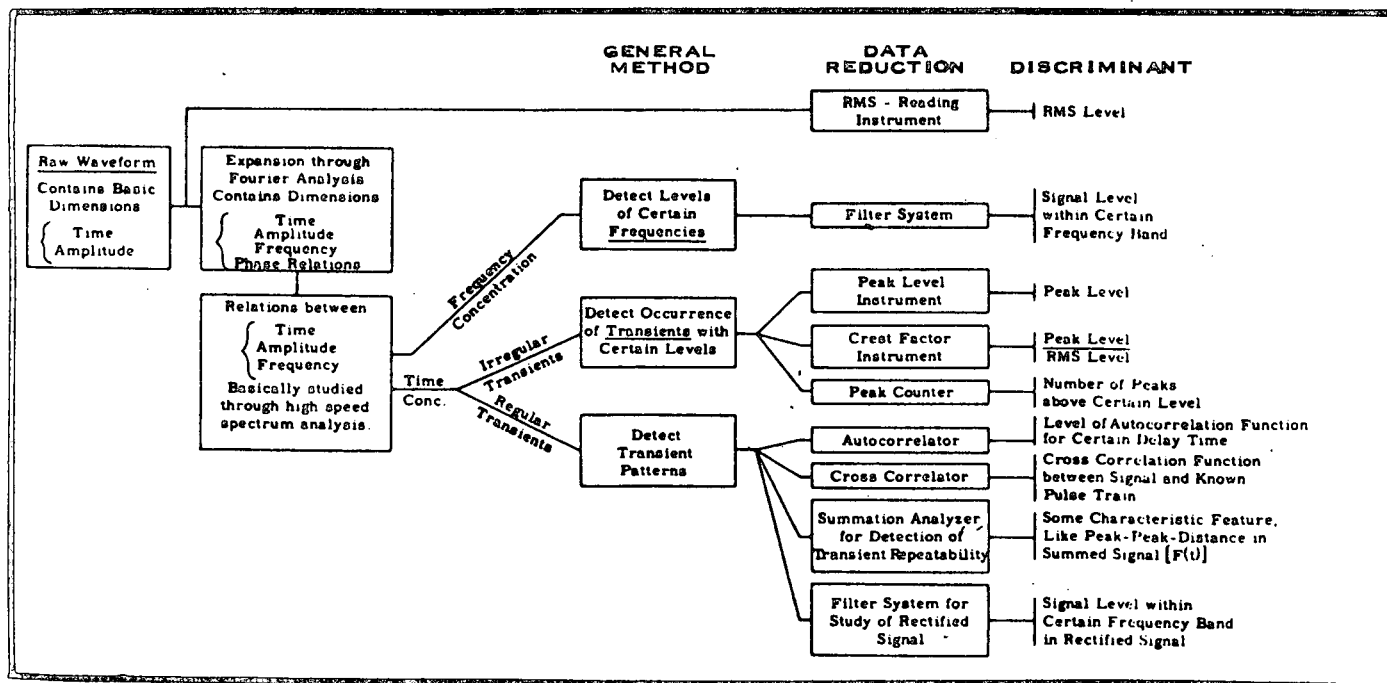 GENERAL
METHOD
DATA
REDUCTION
DISCRIMINANT
RMS - Reading
Instrument
RMS Level
Raw Waveform
Contains Basic
Dimensions
Time
Amplitude
Expansion through
Fourier Analysis
Contains Dimensions
Time
Amplitude
Frequency
Phase Relations
Relations between
Time
Amplitude
Frequency
Basically studied
through high speed
spectrum analysis.
Frequency
Concentration
Time
Conc.
Irregular
Transients
Regular
Transients
Detect Levels
of Certain
Frequencies
Filter System
Signal Level
within Certain
Frequency Band
Detect Occurrence
of Transients with
Certain Levels
Peak Level
Instrument
Peak Level
Crest Factor
Instrument
Peak Level
RMS Level
Peak Counter
Number of Peaks
above Certain Level
Detect
Transient
Patterns
Autocorrelator
Level of Autocorrelation Function
for Certain Delay Time
Cross Correlator
Cross Correlation Function
between Signal and Known
Pulse Train
Summation Analyzer
for Detection of
Transient Repeatability
Some Characteristic Feature,
Like Peak-Peak-Distance in
Summed Signal [F(t)]
Filter System for
Study of Rectified
Signal
Signal Level within
Certain Frequency Band
in Rectified Signal